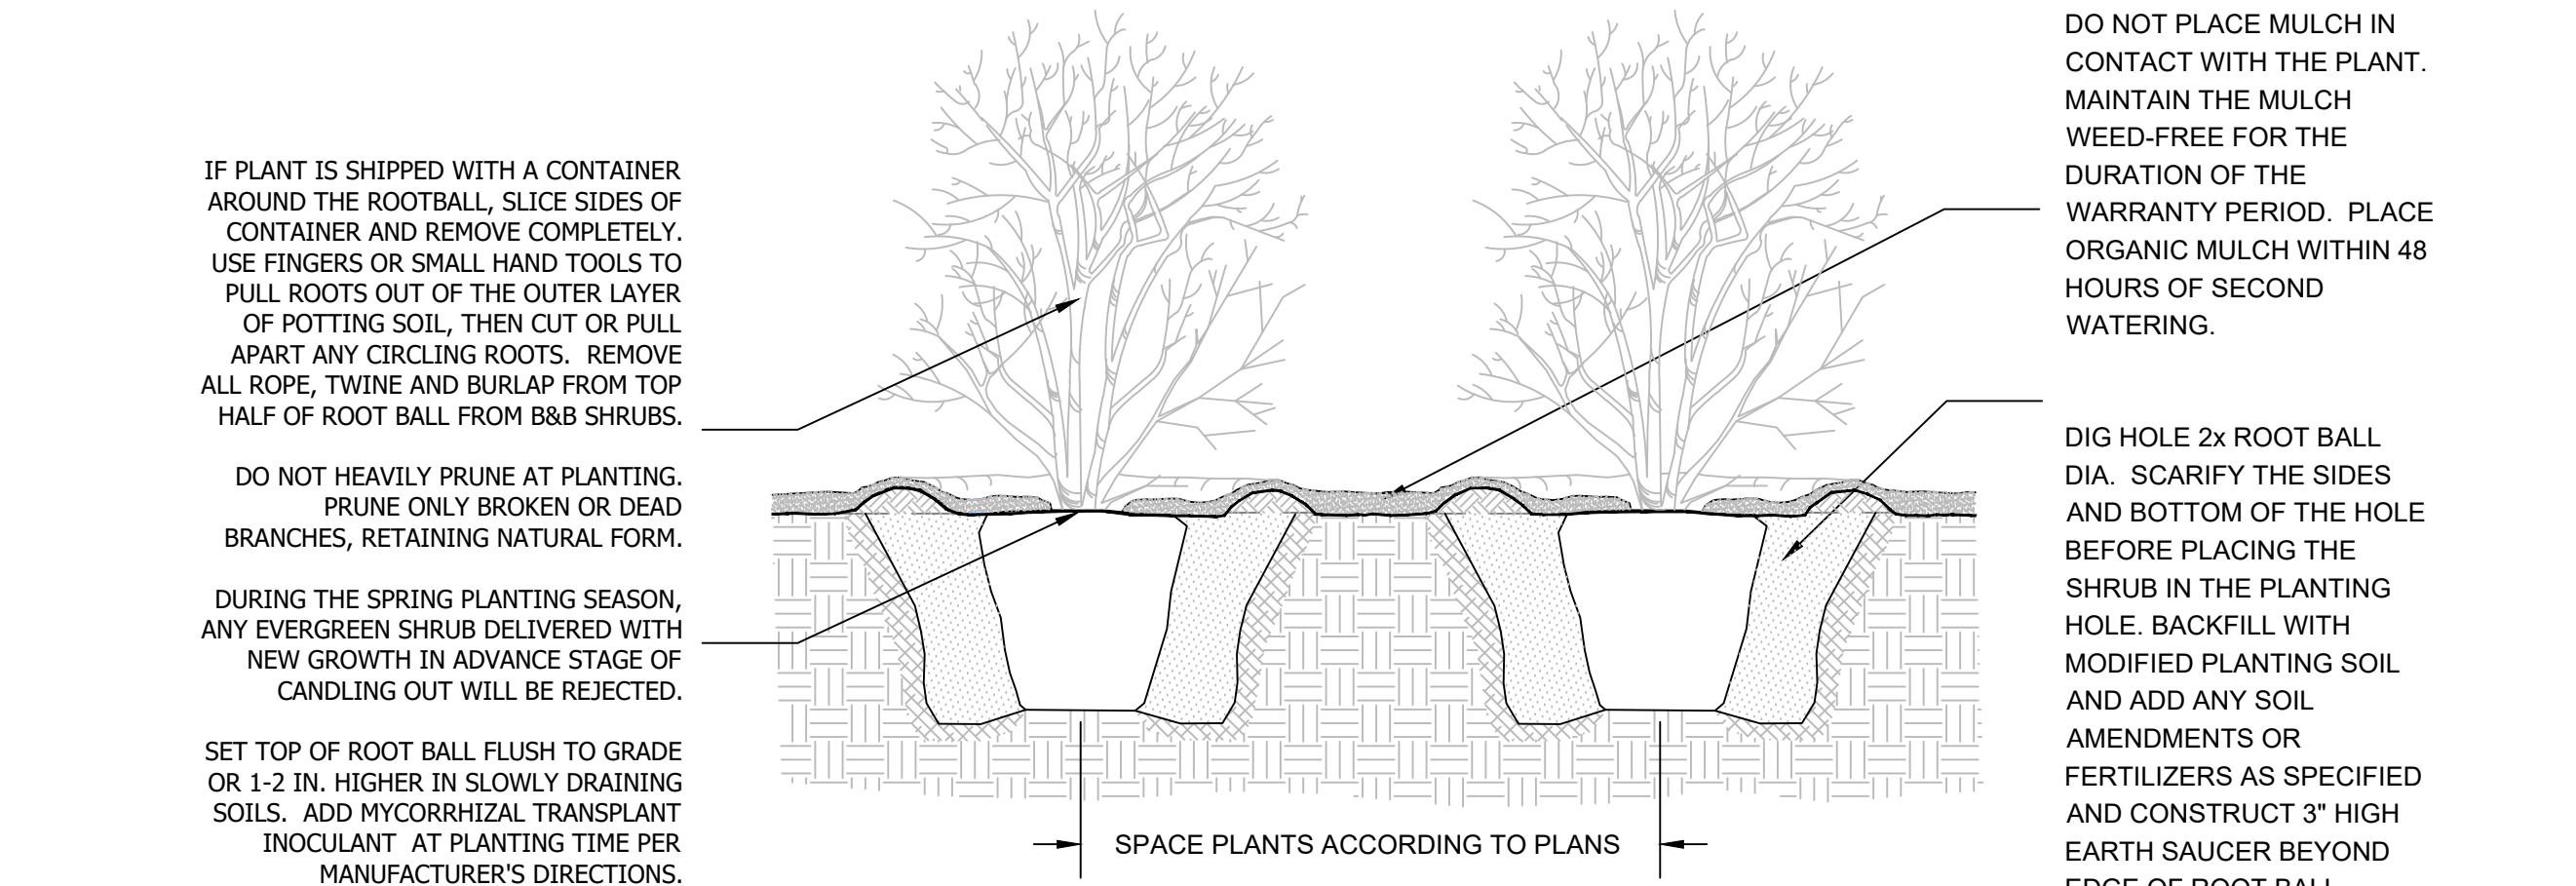 IF PLANT IS SHIPPED WITH A CONTAINER
AROUND THE ROOTBALL, SLICE SIDES OF
CONTAINER AND REMOVE COMPLETELY.
USE FINGERS OR SMALL HAND TOOLS TO
PULL ROOTS OUT OF THE OUTER LAYER
OF POTTING SOIL, THEN CUT OR PULL
APART ANY CIRCLING ROOTS.  REMOVE
ALL ROPE, TWINE AND BURLAP FROM TOP
HALF OF ROOT BALL FROM B&B SHRUBS.
DO NOT HEAVILY PRUNE AT PLANTING.
PRUNE ONLY BROKEN OR DEAD
BRANCHES, RETAINING NATURAL FORM.
DURING THE SPRING PLANTING SEASON,
ANY EVERGREEN SHRUB DELIVERED WITH
NEW GROWTH IN ADVANCE STAGE OF
CANDLING OUT WILL BE REJECTED.
SET TOP OF ROOT BALL FLUSH TO GRADE
OR 1-2 IN. HIGHER IN SLOWLY DRAINING
SOILS.  ADD MYCORRHIZAL TRANSPLANT
INOCULANT  AT PLANTING TIME PER
MANUFACTURER'S DIRECTIONS.
SPACE PLANTS ACCORDING TO PLANS
DO NOT PLACE MULCH IN
CONTACT WITH THE PLANT.
MAINTAIN THE MULCH
WEED-FREE FOR THE
DURATION OF THE
WARRANTY PERIOD.  PLACE
ORGANIC MULCH WITHIN 48
HOURS OF SECOND
WATERING.
DIG HOLE 2x ROOT BALL
DIA.  SCARIFY THE SIDES
AND BOTTOM OF THE HOLE
BEFORE PLACING THE
SHRUB IN THE PLANTING
HOLE. BACKFILL WITH
MODIFIED PLANTING SOIL
AND ADD ANY SOIL
AMENDMENTS OR
FERTILIZERS AS SPECIFIED
AND CONSTRUCT 3" HIGH
EARTH SAUCER BEYOND
EDGE OF ROOT BALL